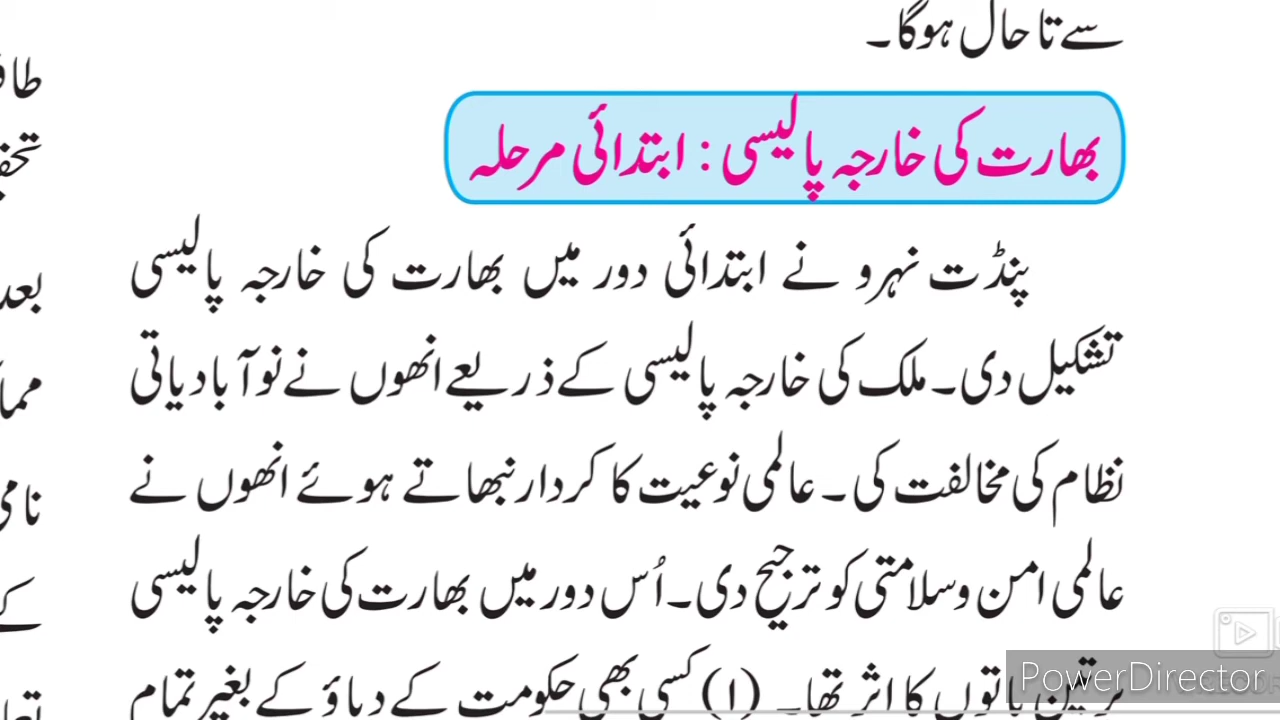 سے تا حال ہوگا۔
بھارت کی خارجہ پالیسی : ابتدائی مرحلہ
پنڈت نہرو نے ابتدائی دور میں بھارت کی خارجہ پالیسی
تشکیل دی۔ ملک کی خارجہ پالیسی کے ذریعے انھوں نے نوآبادیاتی
نظام کی مخالفت کی۔ عالمی نوعیت کا کردار نبھاتے ہوئے انھوں نے
عالمی امن و سلامتی کو ترجیح دی۔ اُس دور میں بھارت کی خارجہ پالیسی
باتوں کا اثر تھا۔ (۱) کسی بھی حکومت کے دباؤ کے بغیر تمام
بعد
نامی
کے
PowerDirector